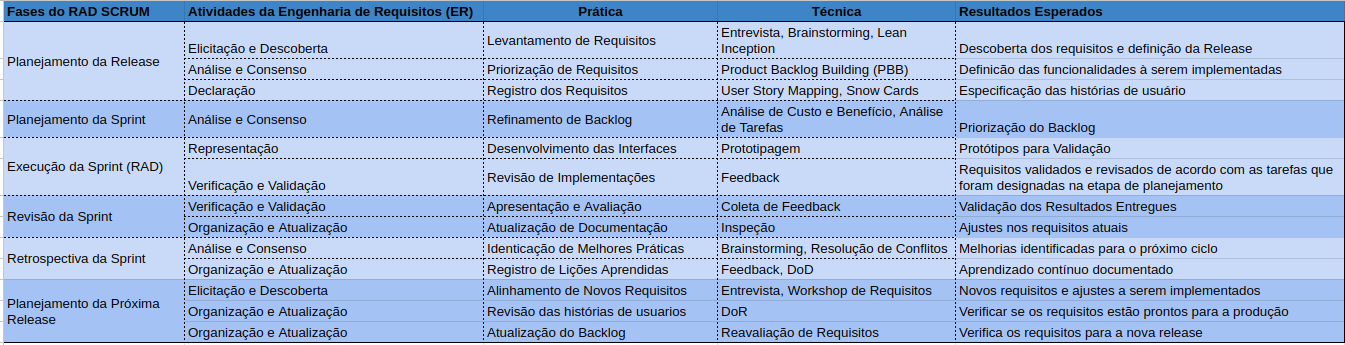 Fases do RAD SCRUM Atividades da Engenharia de Requisitos (ER) Prática Técnica Resultados Esperados
Planejamento da Release
Elicitação e Descoberta Levantamento de Requisitos Entrevista, Brainstorming, Lean
Inception Descoberta dos requisitos e definição da Release
Análise e Consenso Priorização de Requisitos Product Backlog Building (PBB) Definicão das funcionalidades à serem implementadas
Declaração Registro dos Requisitos User Story Mapping, Snow Cards Especificação das histórias de usuário
Planejamento da Sprint Análise e Consenso Refinamento de Backlog Análise de Custo e Benefício, Análise
de Tarefas Priorização do Backlog
Execução da Sprint (RAD)
Representação Desenvolvimento das Interfaces Prototipagem Protótipos para Validação
Verificação e Validação Revisão de Implementações Feedback Requisitos validados e revisados de acordo com as tarefas que
foram designadas na etapa de planejamento
Revisão da Sprint
Verificação e Validação Apresentação e Avaliação Coleta de Feedback Validação dos Resultados Entregues
Organização e Atualização Atualização de Documentação Inspeção Ajustes nos requisitos atuais
Retrospectiva da Sprint
Análise e Consenso Identicação de Melhores Práticas Brainstorming, Resolução de Conflitos Melhorias identificadas para o próximo ciclo
Organização e Atualização Registro de Lições Aprendidas Feedback, DoD Aprendizado contínuo documentado
Planejamento da Próxima
Release
Elicitação e Descoberta Alinhamento de Novos Requisitos Entrevista, Workshop de Requisitos Novos requisitos e ajustes a serem implementados
Organização e Atualização Revisão das histórias de usuarios DoR Verificar se os requisitos estão prontos para a produção
Organização e Atualização Atualização do Backlog Reavaliação de Requisitos Verifica os requisitos para a nova release